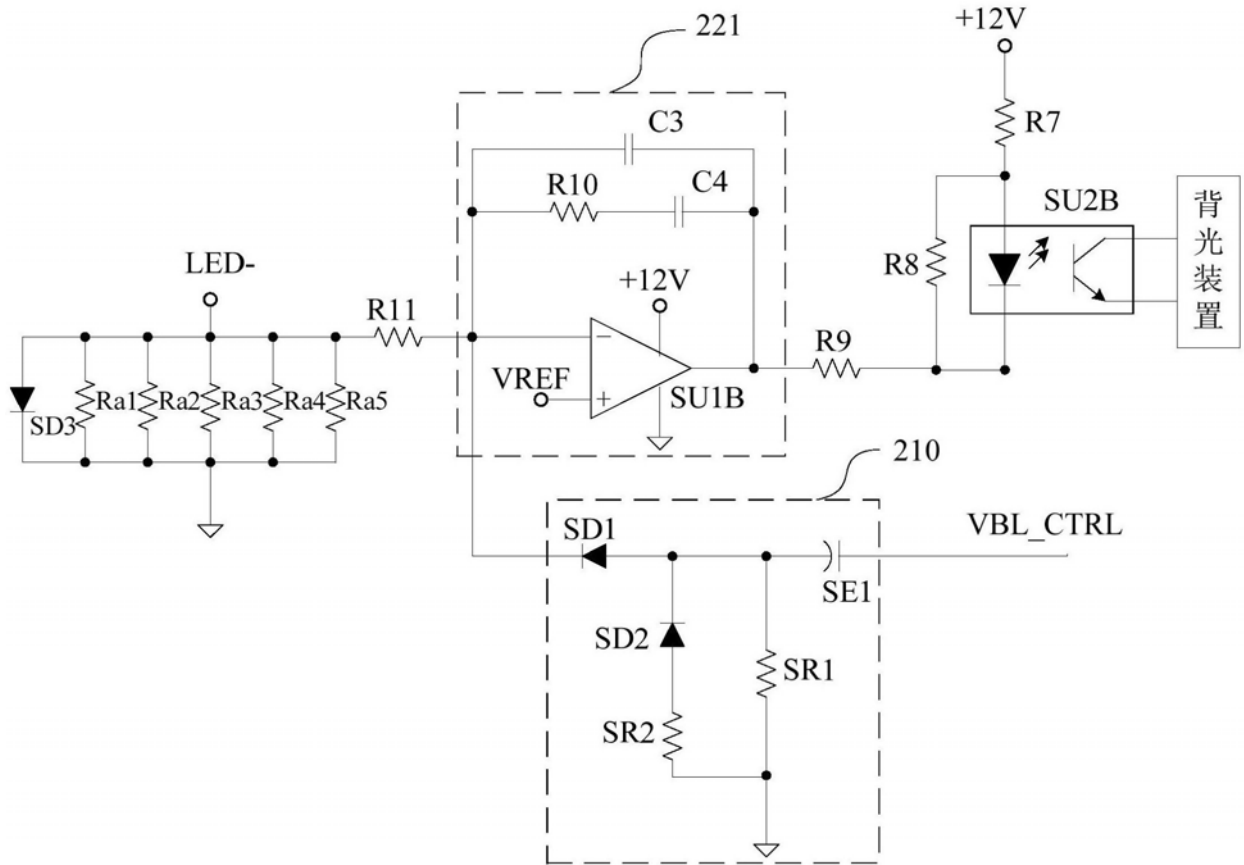 221
+12V
C3
R7
R10
C4
SU2B
背光装置
LED-
+12V
R8
R11
R9
VREF
SU1B
Ra1
Ra2
Ra3
Ra4
Ra5
SD3
210
SD1
VBL_CTRL
SE1
SD2
SR1
SR2